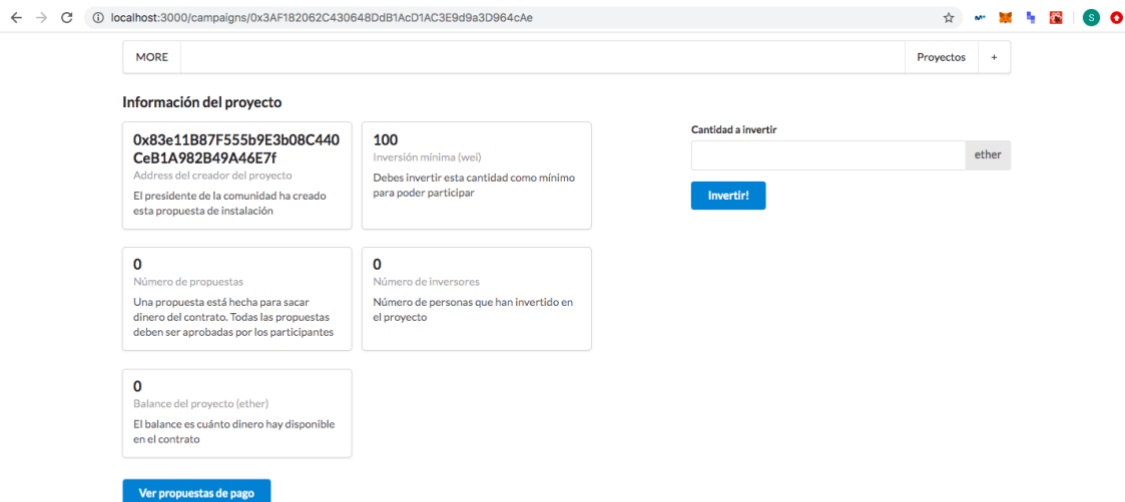 localhost:3000/campaigns/0x3AF182062C430648DdB1AcD1AC3E9d9a3D964cAe
S
MORE
Proyectos
+
Información del proyecto
0x83e11B87F555b9E3b08C440
CeB1A982B49A46E7f
Address del creador del proyecto
El presidente de la comunidad ha creado
esta propuesta de instalación
100
Inversión mínima (wei)
Debes invertir esta cantidad como mínimo
para poder participar
Cantidad a invertir
ether
Invertir!
0
Número de propuestas
Una propuesta está hecha para sacar
dinero del contrato. Todas las propuestas
deben ser aprobadas por los participantes
0
Número de inversores
Número de personas que han invertido en
el proyecto
0
Balance del proyecto (ether)
El balance es cuánto dinero hay disponible
en el contrato
Ver propuestas de pago